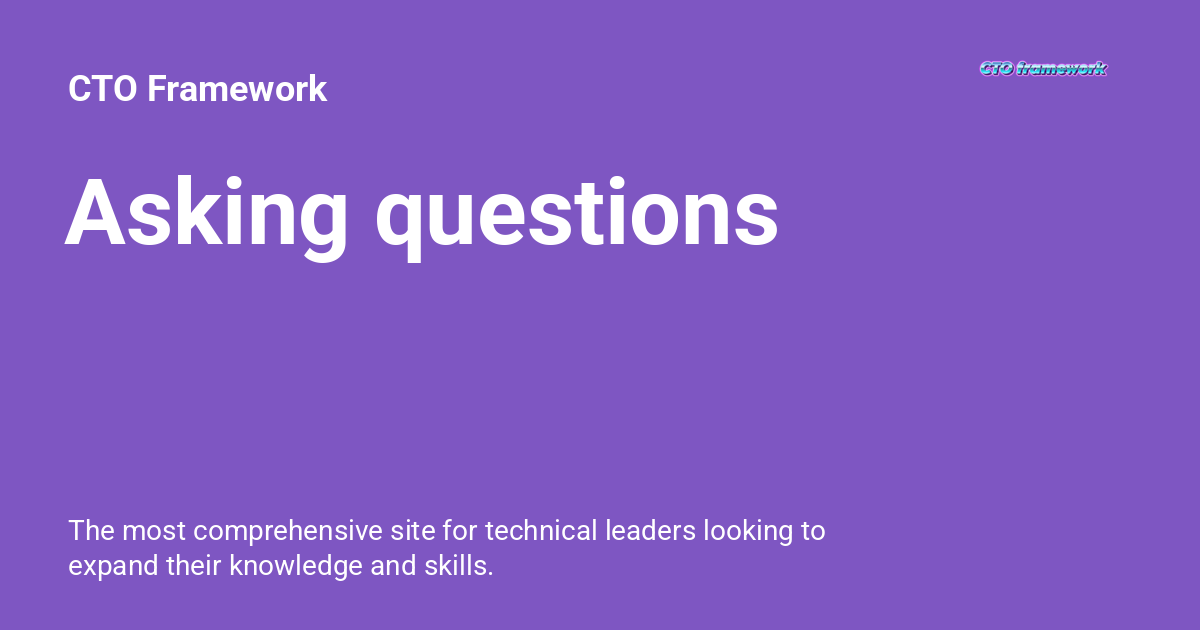 CTO Framework
CTO framework
Asking questions
The most comprehensive site for technical leaders looking to
expand their knowledge and skills.